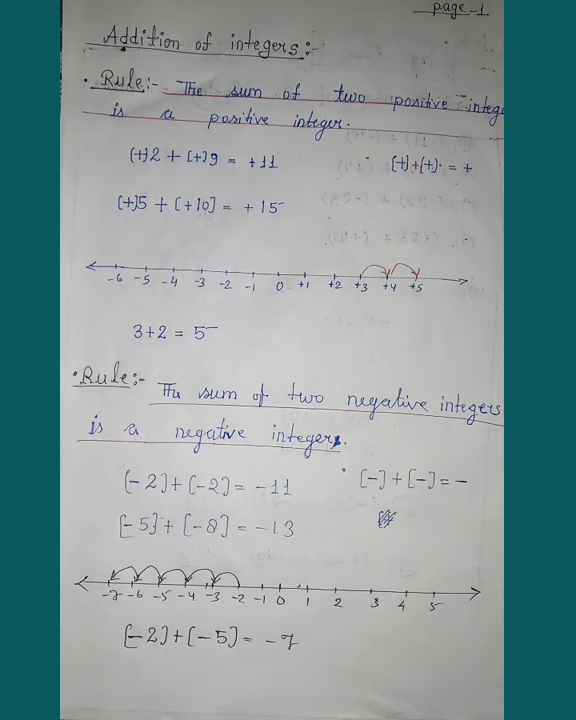 page-1
Addition of integers:-
• Rule:- The sum of two positive integ
is a positive integer.
(+)2 + (+)9 = +11 • (+)+(+) = +
(+)5 + (+10) = +15
-6 -5 -4 -3 -2 -1 0 +1 +2 +3 +4 +5
3+2 = 5
• Rule:- The sum of two negative integers
is a negative integers.
(-2)+(-2) = -11 • (-)+(-) = -
(-5)+(-8) = -13
-7 -6 -5 -4 -3 -2 -1 0 1 2 3 4 5
(-2)+(-5) = -7